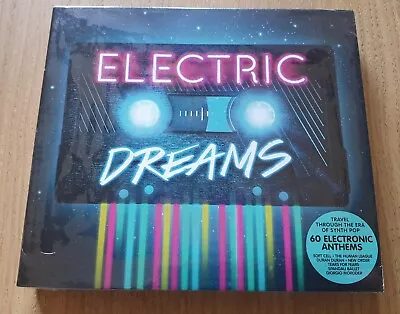 ELECTRIC
DREAMS
TRAVEL
THROUGH THE ERA
OF SYNTH POP
60 ELECTRONIC
ANTHEMS
SOFT CELL • THE HUMAN LEAGUE
DURAN DURAN • NEW ORDER
TEARS FOR FEARS
SPANDAU BALLET
GIORGIO MORODER